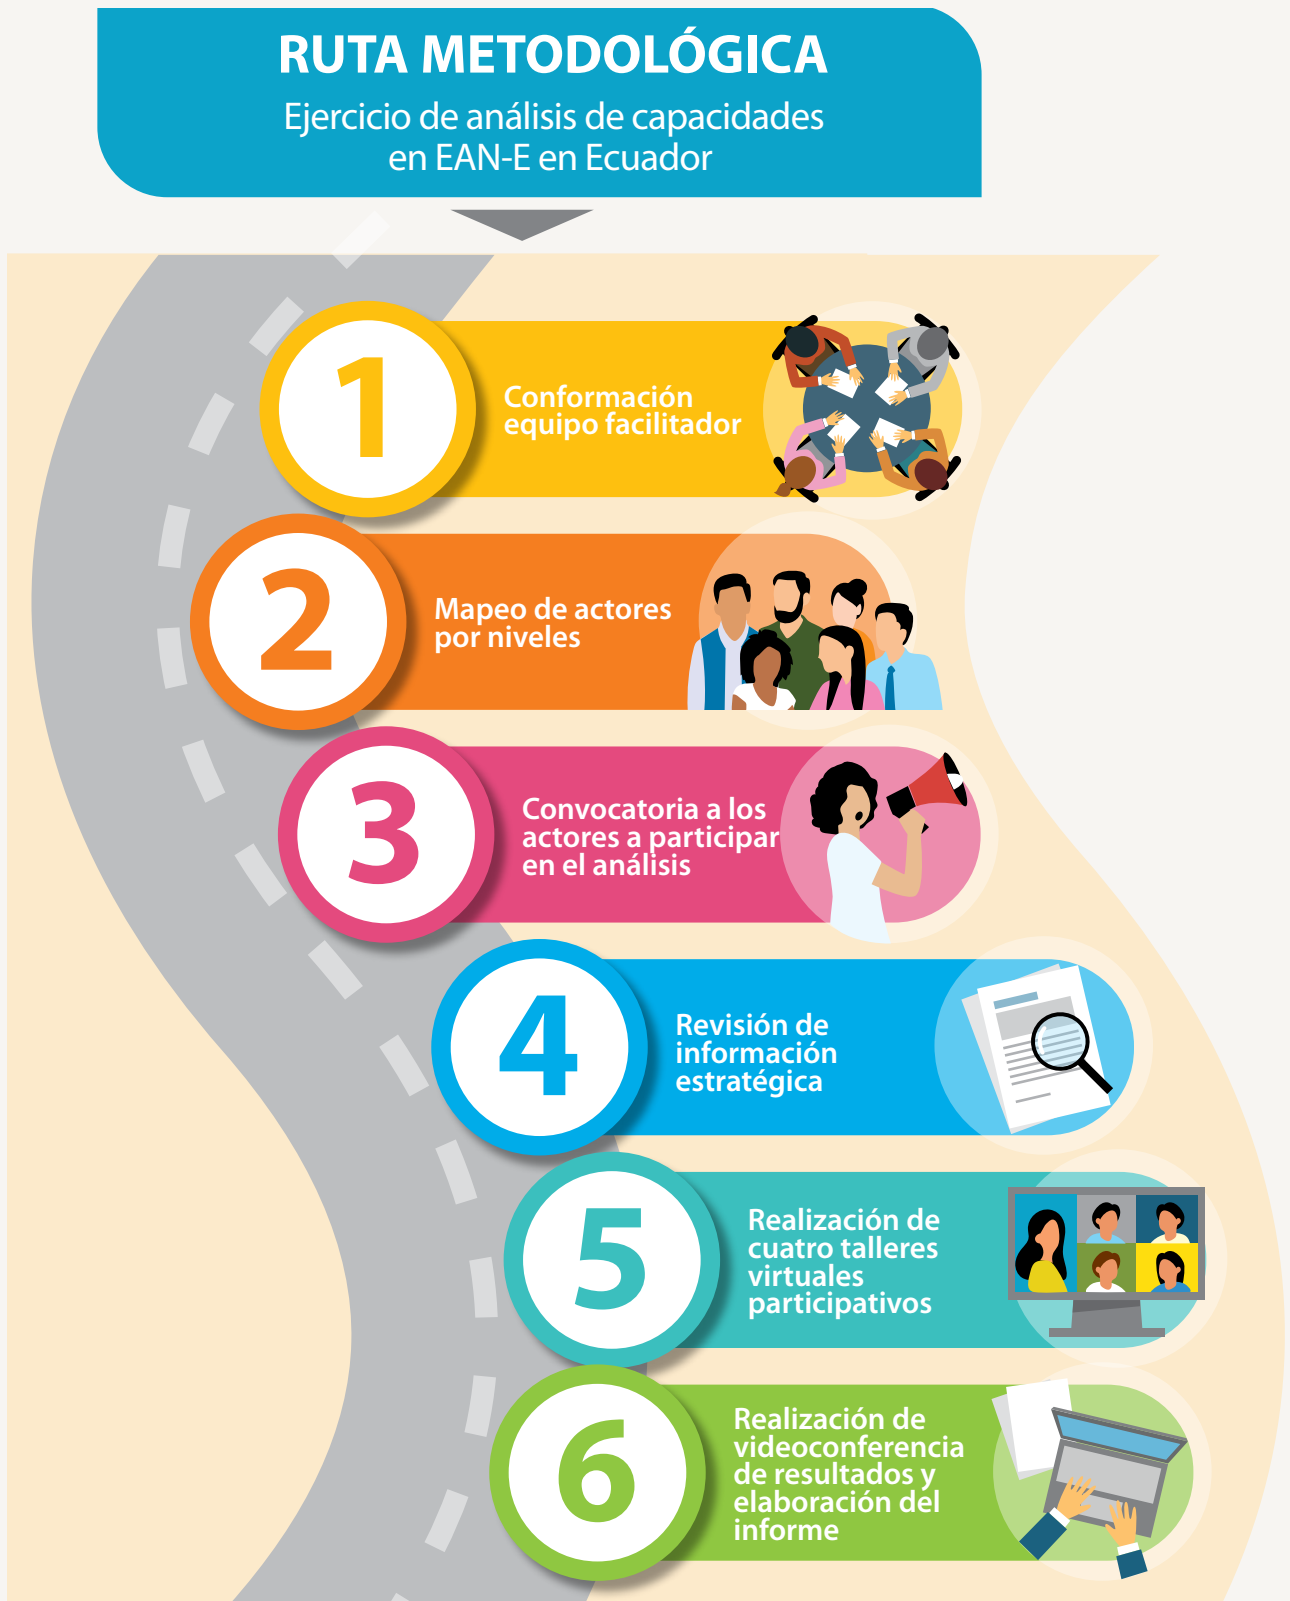 RUTA METODOLÓGICA
Ejercicio de análisis de capacidades
en EAN-E en Ecuador
1
Conformación
equipo facilitador
2
Mapeo de actores
por niveles
3
Convocatoria a los
actores a participar
en el análisis
4
Revisión de
información
estratégica
5
Realización de
cuatro talleres
virtuales
participativos
6
Realización de
videoconferencia
de resultados y
elaboración del
informe